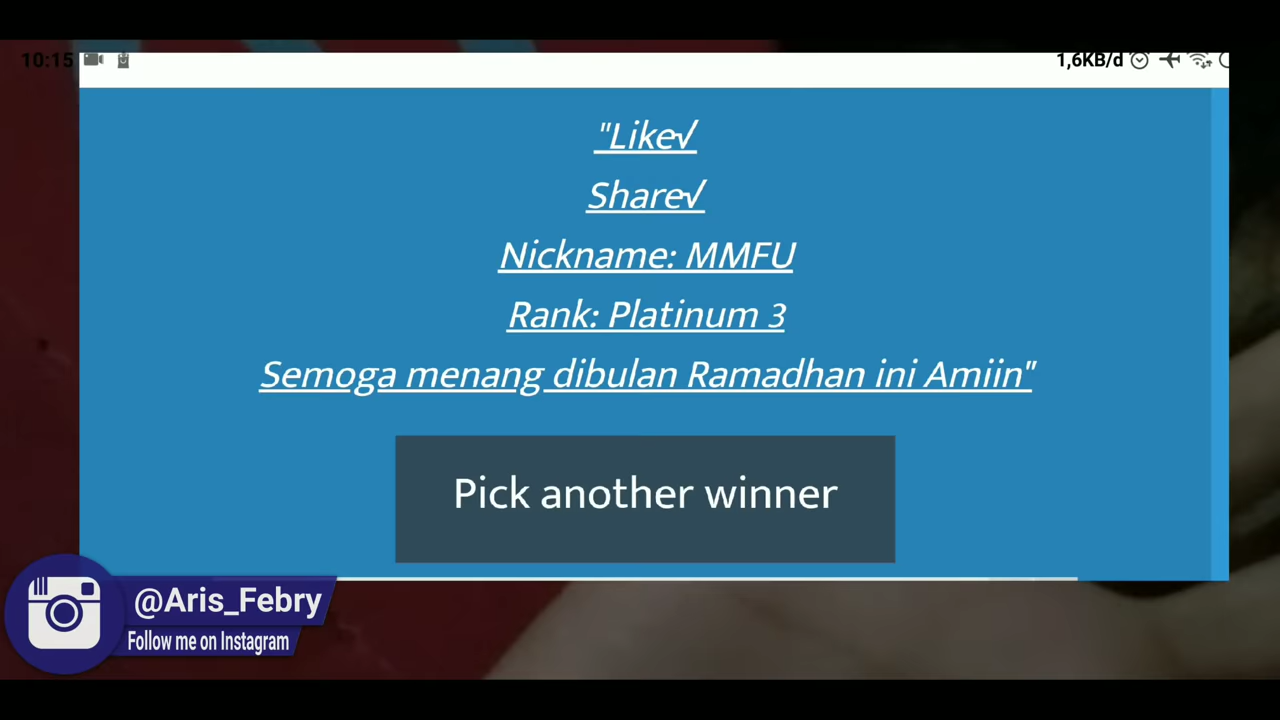 10:15
1,6KB/d
"Like√
Share√
Nickname: MMFU
Rank: Platinum 3
Semoga menang dibulan Ramadhan ini Amiin"
Pick another winner
@Aris_Febry
Follow me on Instagram